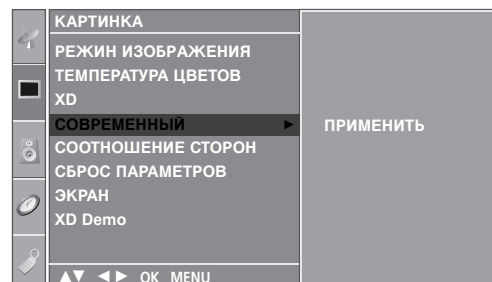 КАРТИНКА
РЕЖИН ИЗОБРАЖЕНИЯ
ТЕМПЕРАТУРА ЦВЕТОВ
XD
СОВРЕМЕННЫЙ ► ПРИМЕНИТЬ
СООТНОШЕНИЕ СТОРОН
СБРОС ПАРАМЕТРОВ
ЭКРАН
XD Demo
▲▼ ◄► OK MENU